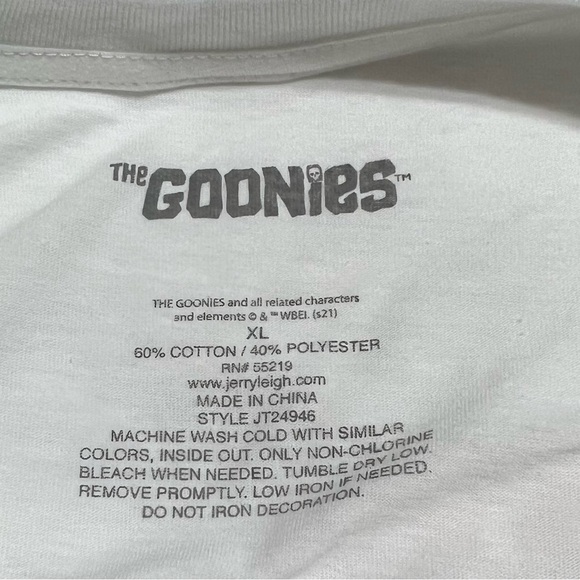 THE GOONIES™
THE GOONIES and all related characters
and elements © & ™ WBEI. (s21)
XL
60% COTTON / 40% POLYESTER
RN# 55219
www.jerryleigh.com
MADE IN CHINA
STYLE JT24946
MACHINE WASH COLD WITH SIMILAR
COLORS, INSIDE OUT. ONLY NON-CHLORINE
BLEACH WHEN NEEDED. TUMBLE DRY LOW.
REMOVE PROMPTLY. LOW IRON IF NEEDED.
DO NOT IRON DECORATION.